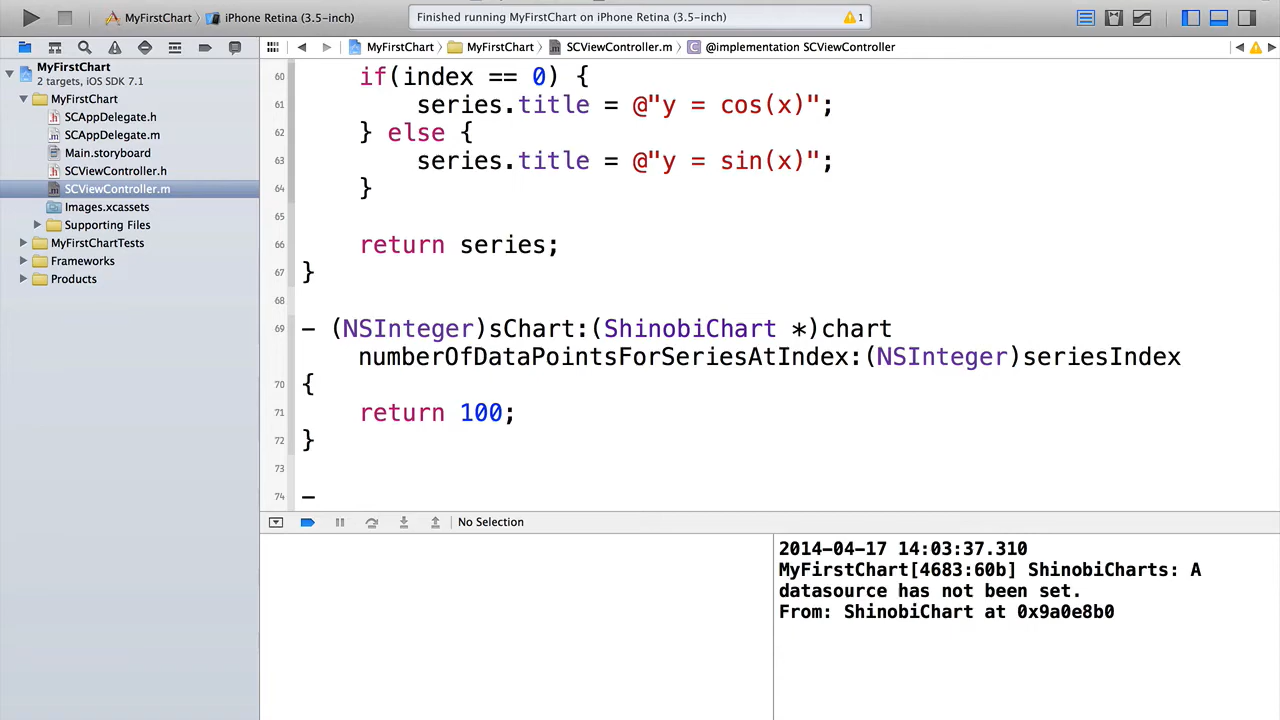 MyFirstChart iPhone Retina (3.5-inch) Finished running MyFirstChart on iPhone Retina (3.5-inch) 1
MyFirstChart MyFirstChart SCViewController.m @implementation SCViewController
MyFirstChart
2 targets, iOS SDK 7.1
MyFirstChart
SCAppDelegate.h
SCAppDelegate.m
Main.storyboard
SCViewController.h
SCViewController.m
Images.xcassets
Supporting Files
MyFirstChartTests
Frameworks
Products
60 if(index == 0) {
61 series.title = @"y = cos(x)";
62 } else {
63 series.title = @"y = sin(x)";
64 }
65
66 return series;
67 }
68
69 - (NSInteger)sChart:(ShinobiChart *)chart
numberOfDataPointsForSeriesAtIndex:(NSInteger)seriesIndex
70 {
71 return 100;
72 }
73
74 -
No Selection
2014-04-17 14:03:37.310
MyFirstChart[4683:60b] ShinobiCharts: A
datasource has not been set.
From: ShinobiChart at 0x9a0e8b0